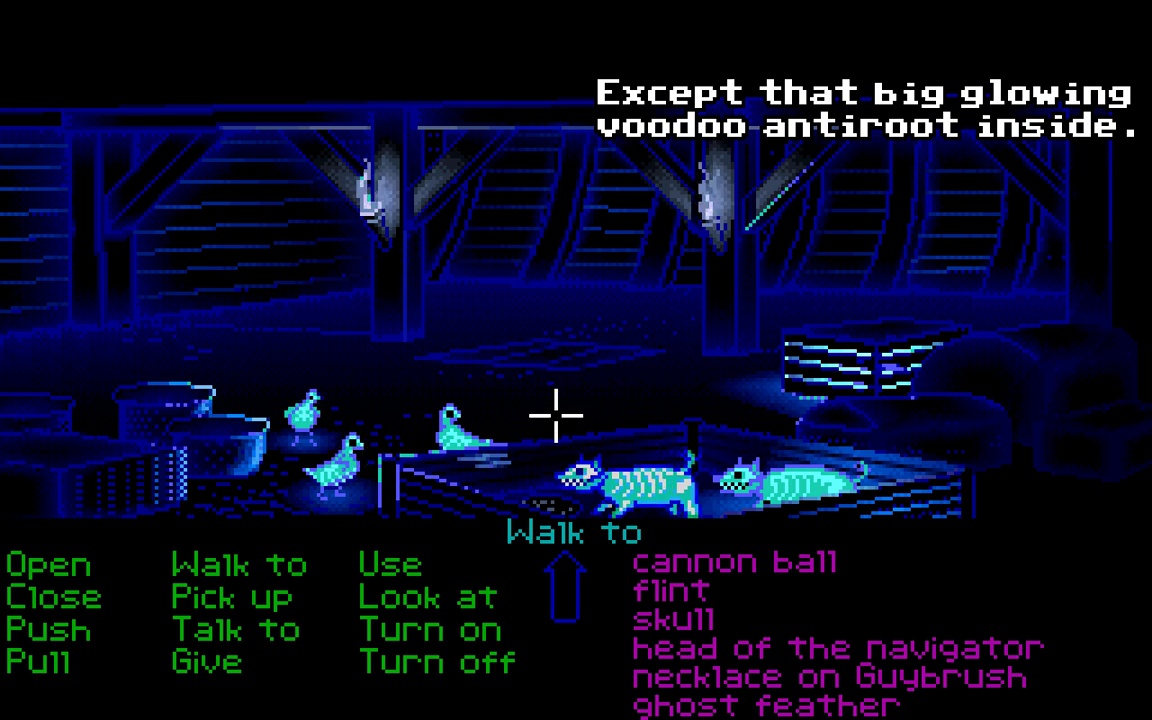 Except that big glowing
voodoo antiroot inside.
Walk to
Open Walk to Use
Close Pick up Look at
Push Talk to Turn on
Pull Give Turn off
cannon ball
flint
skull
head of the navigator
necklace on Guybrush
ghost feather